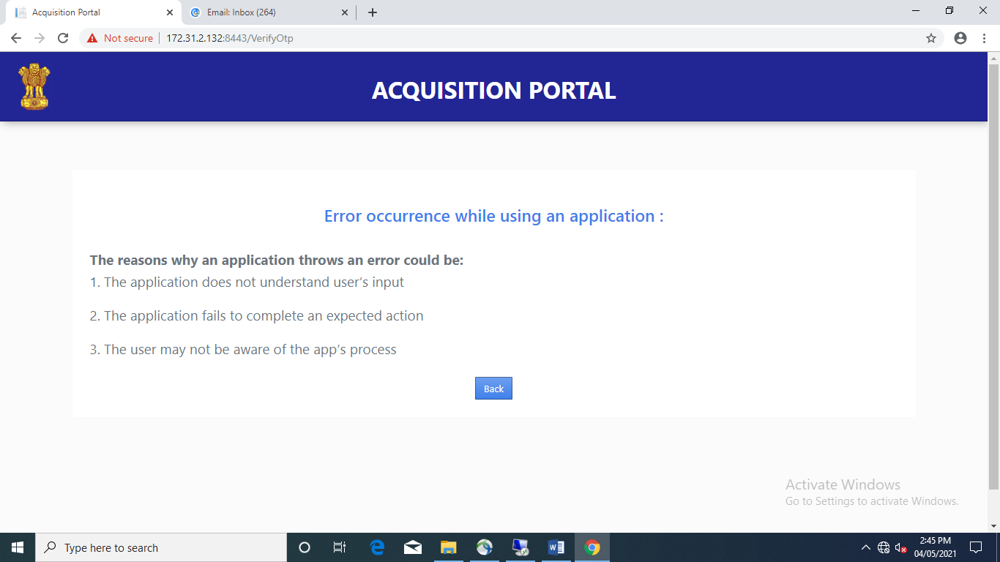 Acquisition Portal
Email: Inbox (264)
Not secure
172.31.2.132:8443/VerifyOtp
ACQUISITION PORTAL
Error occurrence while using an application :
The reasons why an application throws an error could be:
1. The application does not understand user's input
2. The application fails to complete an expected action
3. The user may not be aware of the app's process
Back
Activate Windows
Go to Settings to activate Windows.
Type here to search
2:45 PM
04/05/2021